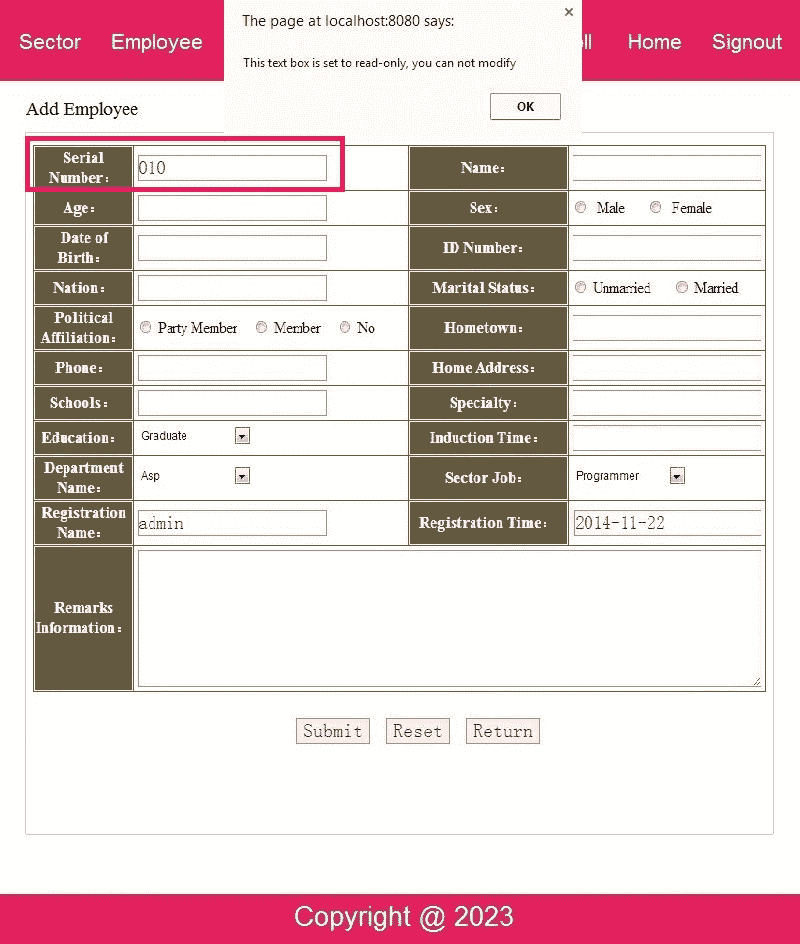 The page at localhost:8080 says:
This text box is set to read-only, you can not modify
OK
Sector Employee ll Home Signout
Add Employee
Serial
Number: 010 Name:
Age: Sex: Male Female
Date of
Birth: ID Number:
Nation: Marital Status: Unmarried Married
Political
Affiliation: Party Member Member No Hometown:
Phone: Home Address:
Schools: Specialty:
Education: Graduate Induction Time:
Department
Name: Asp Sector Job: Programmer
Registration
Name: admin Registration Time: 2014-11-22
Remarks
Information:
Submit Reset Return
Copyright @ 2023